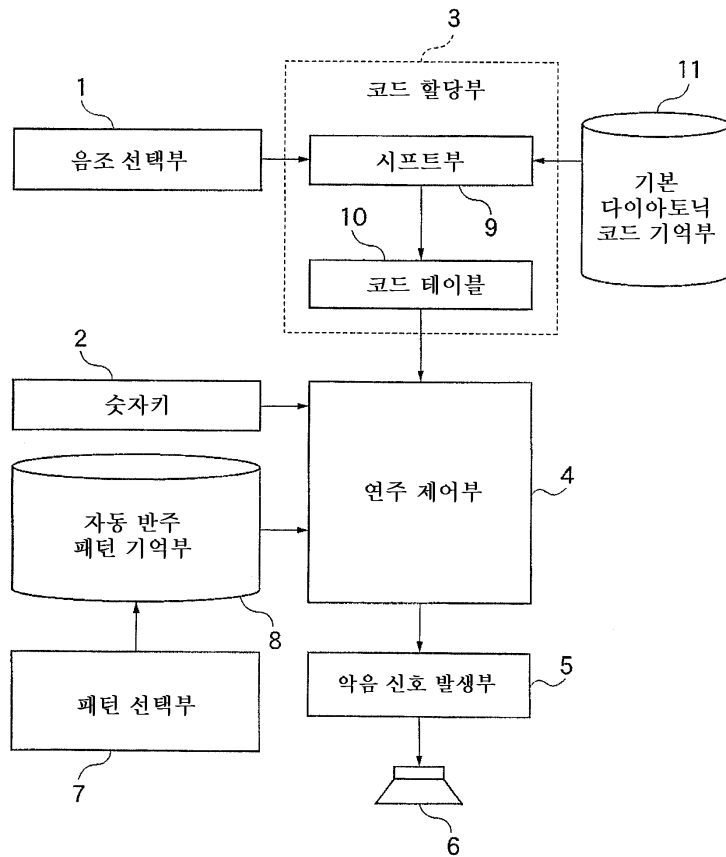 3
1
코드 할당부
11
음조 선택부
시프트부
기본
다이아토닉
코드 기억부
9
10
코드 테이블
2
숫자키
연주 제어부
4
자동 반주
패턴 기억부
8
패턴 선택부
7
악음 신호 발생부
5
6